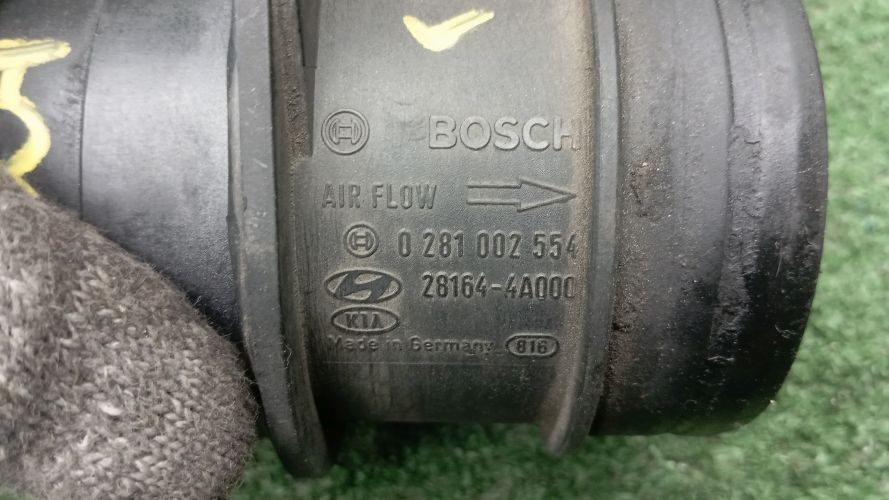 BOSCH
AIR FLOW
0 281 002 554
28164-4A000
KIA
Made in Germany 816